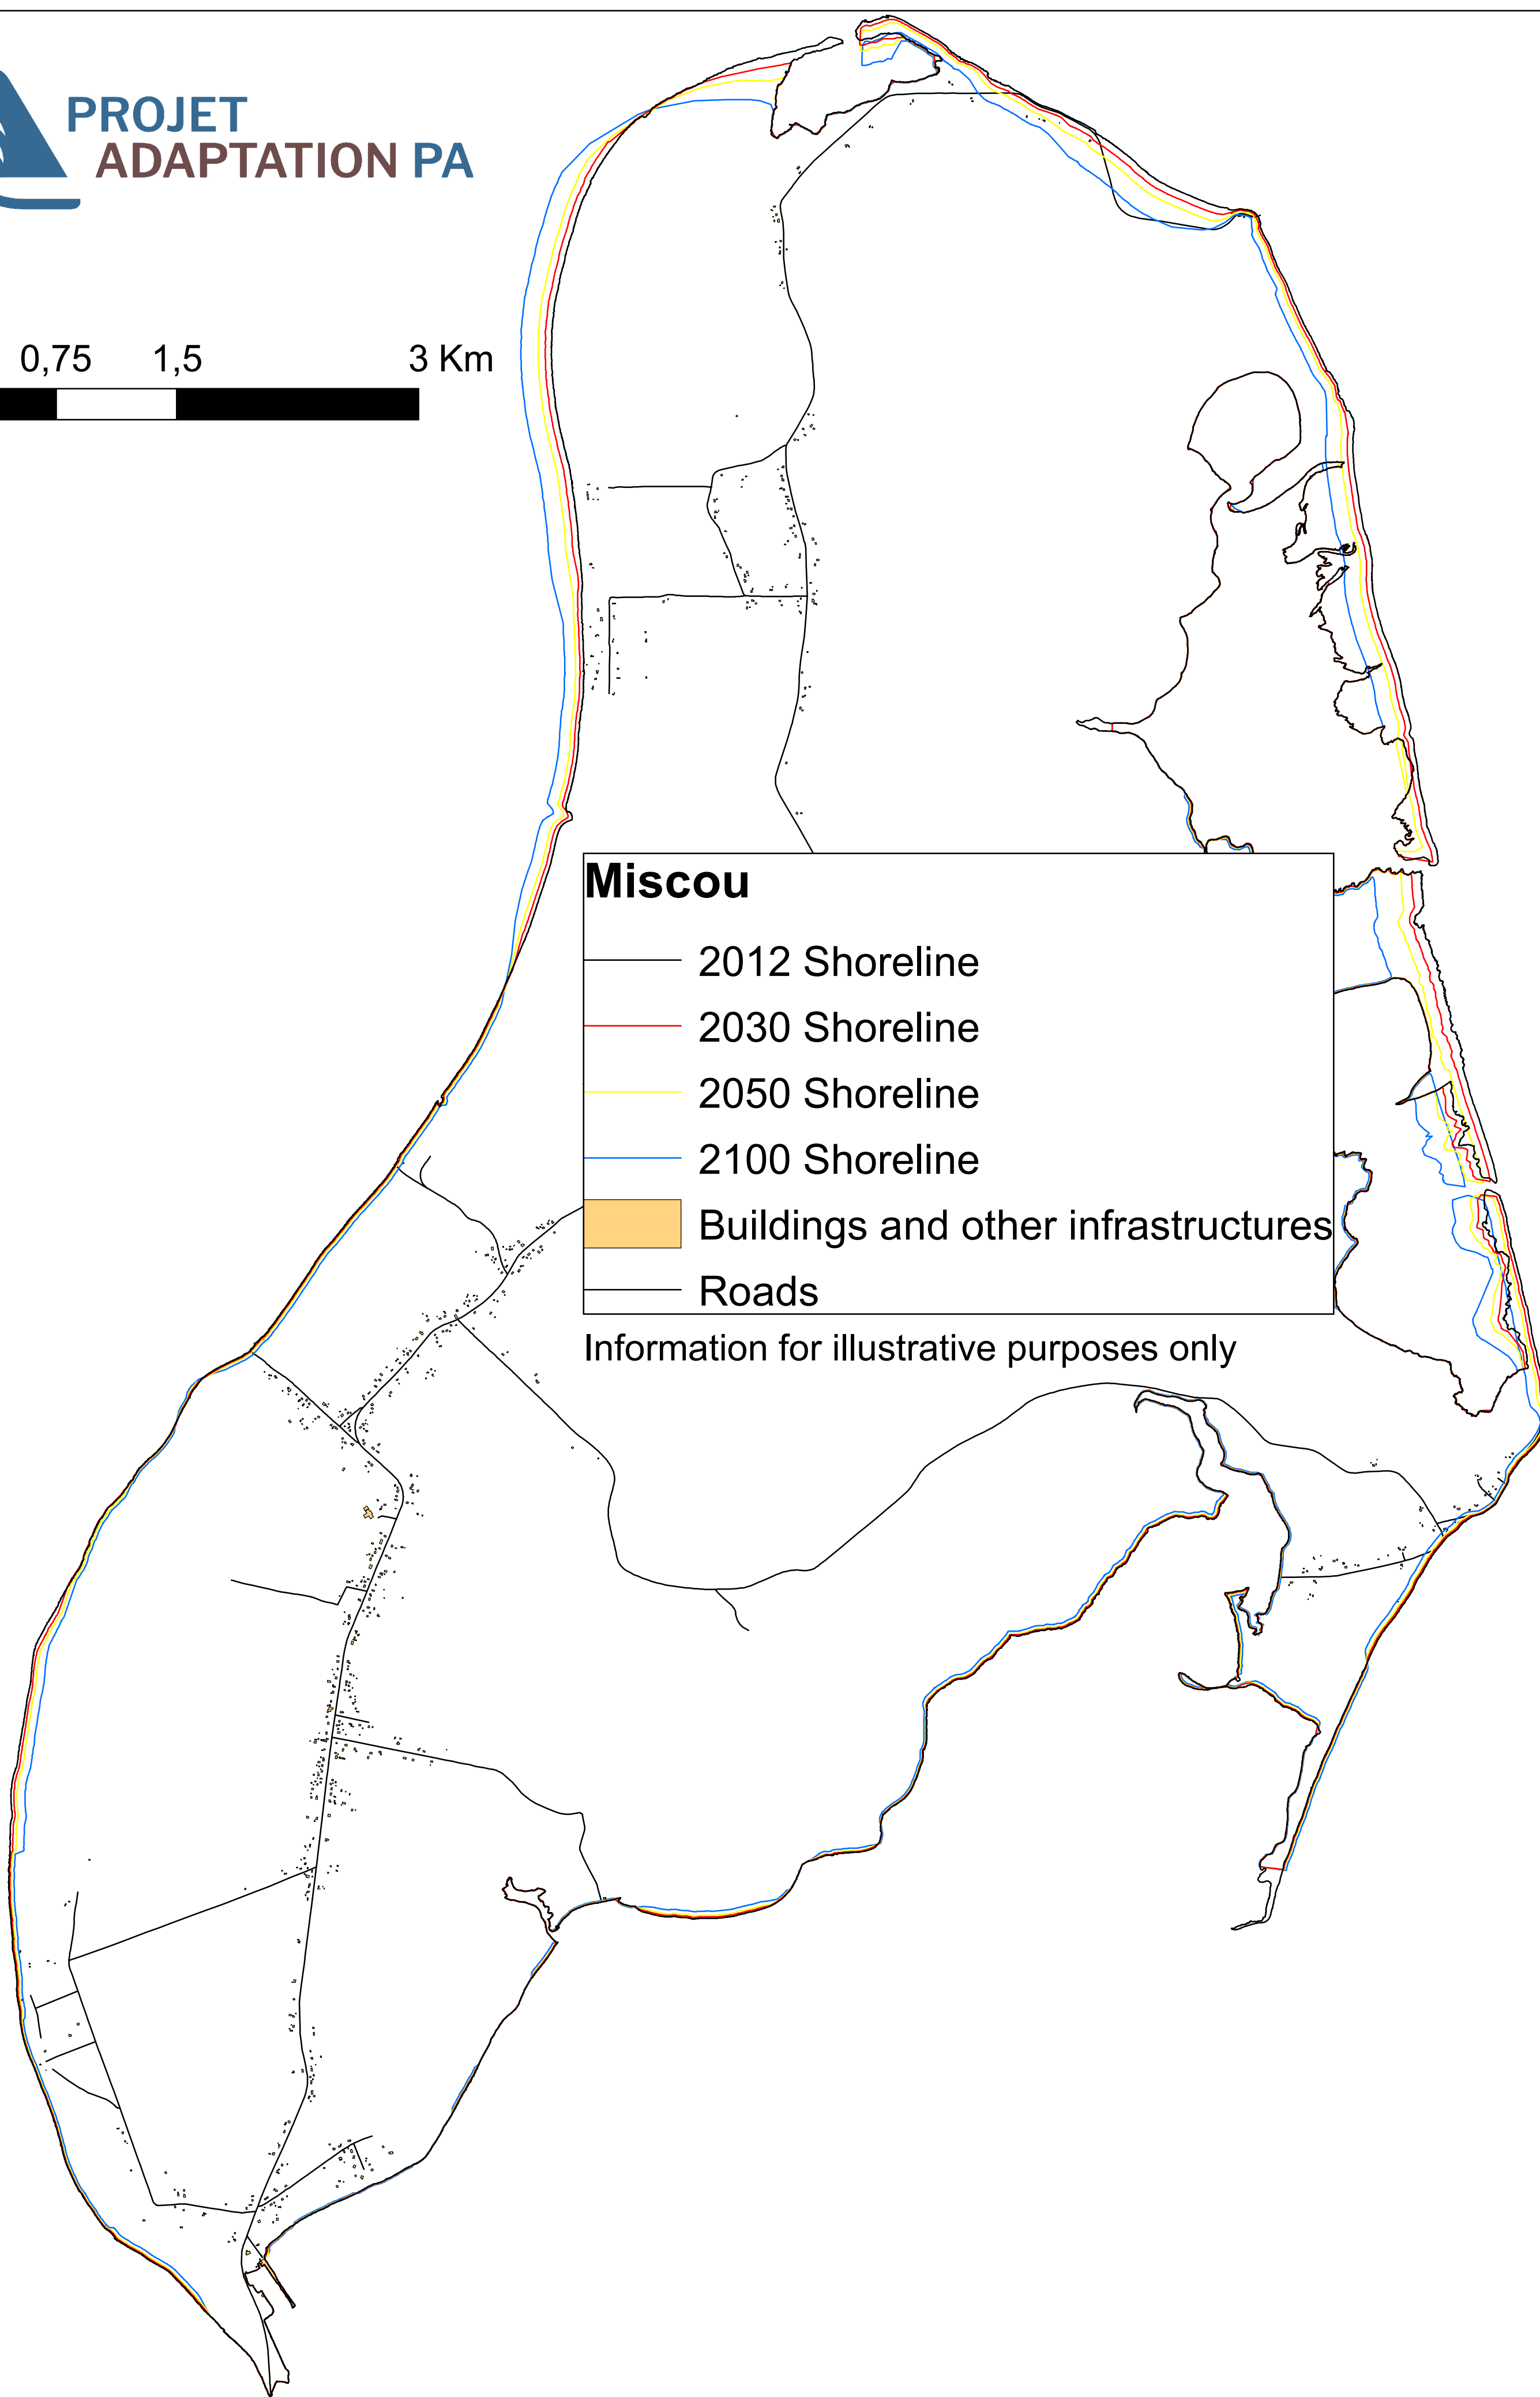 PROJET
ADAPTATION PA
0,75 1,5 3 Km
Miscou
2012 Shoreline
2030 Shoreline
2050 Shoreline
2100 Shoreline
Buildings and other infrastructures
Roads
Information for illustrative purposes only